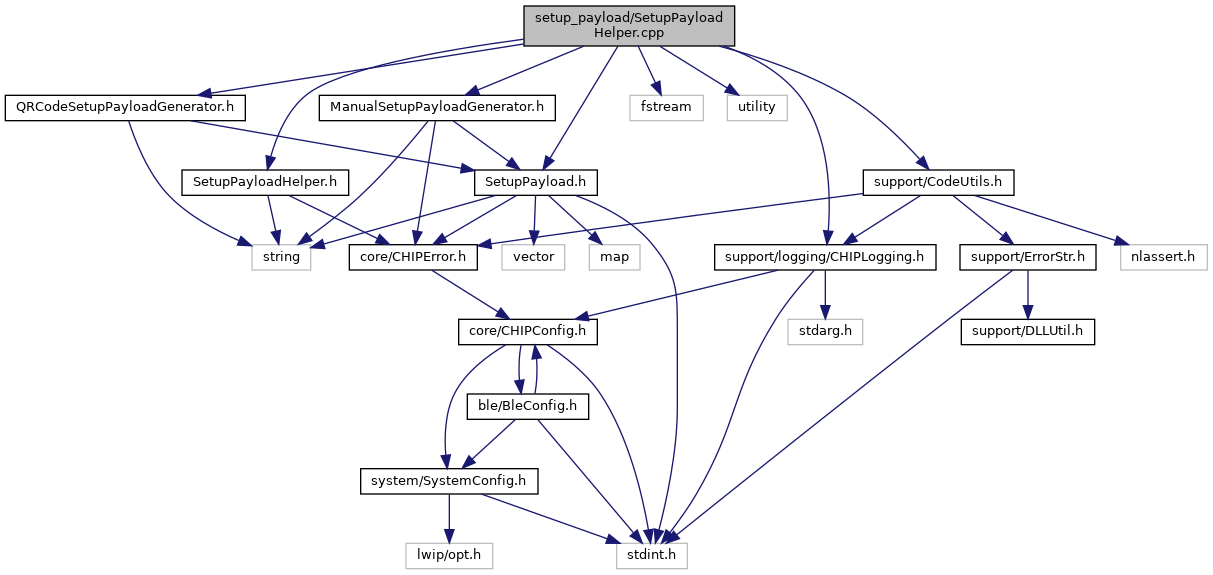 setup_payload/SetupPayload
Helper.cpp
QRCodeSetupPayloadGenerator.h
ManualSetupPayloadGenerator.h
fstream
utility
SetupPayloadHelper.h
SetupPayload.h
support/CodeUtils.h
string
core/CHIPError.h
vector
map
support/logging/CHIPLogging.h
support/ErrorStr.h
nlassert.h
core/CHIPConfig.h
stdarg.h
support/DLLUtil.h
ble/BleConfig.h
system/SystemConfig.h
lwip/opt.h
stdint.h